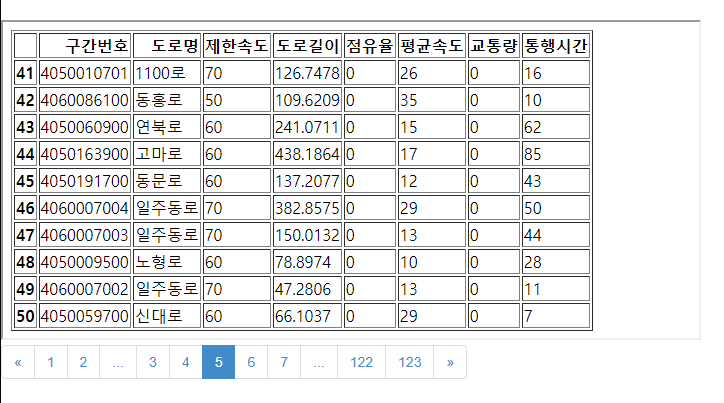 구간번호 도로명 제한속도 도로길이 점유율 평균속도 교통량 통행시간
41 4050010701 1100로 70 126.7478 0 26 0 16
42 4060086100 동홍로 50 109.6209 0 35 0 10
43 4050060900 연북로 60 241.0711 0 15 0 62
44 4050163900 고마로 60 438.1864 0 17 0 85
45 4050191700 동문로 60 137.2077 0 12 0 43
46 4060007004 일주동로 70 382.8575 0 29 0 50
47 4060007003 일주동로 70 150.0132 0 13 0 44
48 4050009500 노형로 60 78.8974 0 10 0 28
49 4060007002 일주동로 70 47.2806 0 13 0 11
50 4050059700 신대로 60 66.1037 0 29 0 7
« 1 2 ... 3 4 5 6 7 ... 122 123 »